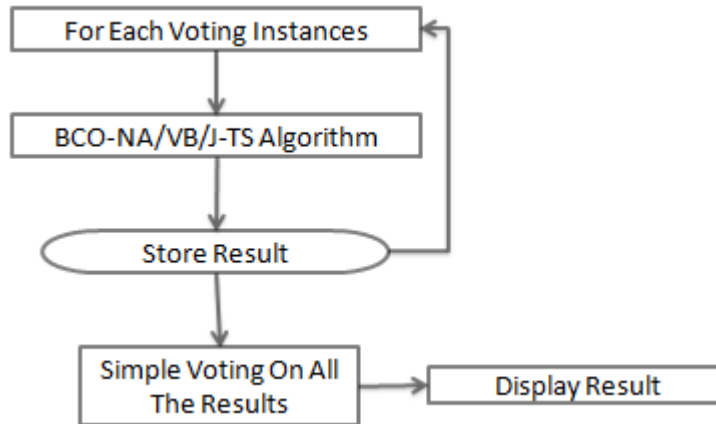 For Each Voting Instances
BCO-NA/VB/J-TS Algorithm
Store Result
Simple Voting On All
The Results
Display Result